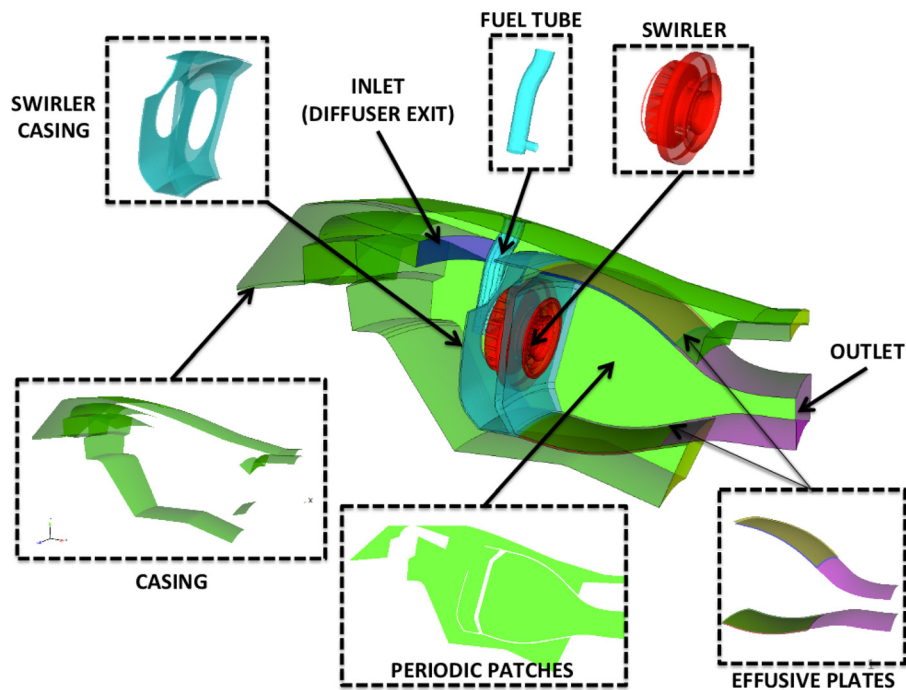 FUEL TUBE
SWIRLER
INLET
(DIFFUSER EXIT)
SWIRLER
CASING
OUTLET
CASING
PERIODIC PATCHES
EFFUSIVE PLATES